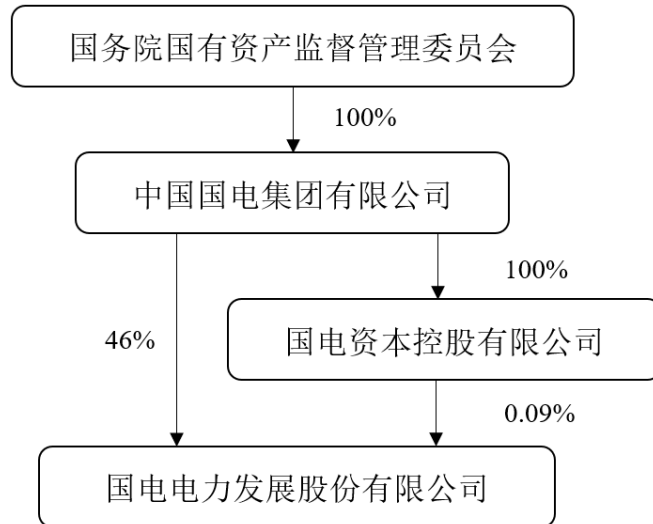 国务院国有资产监督管理委员会
100%
中国国电集团有限公司
100%
国电资本控股有限公司
46%
0.09%
国电电力发展股份有限公司